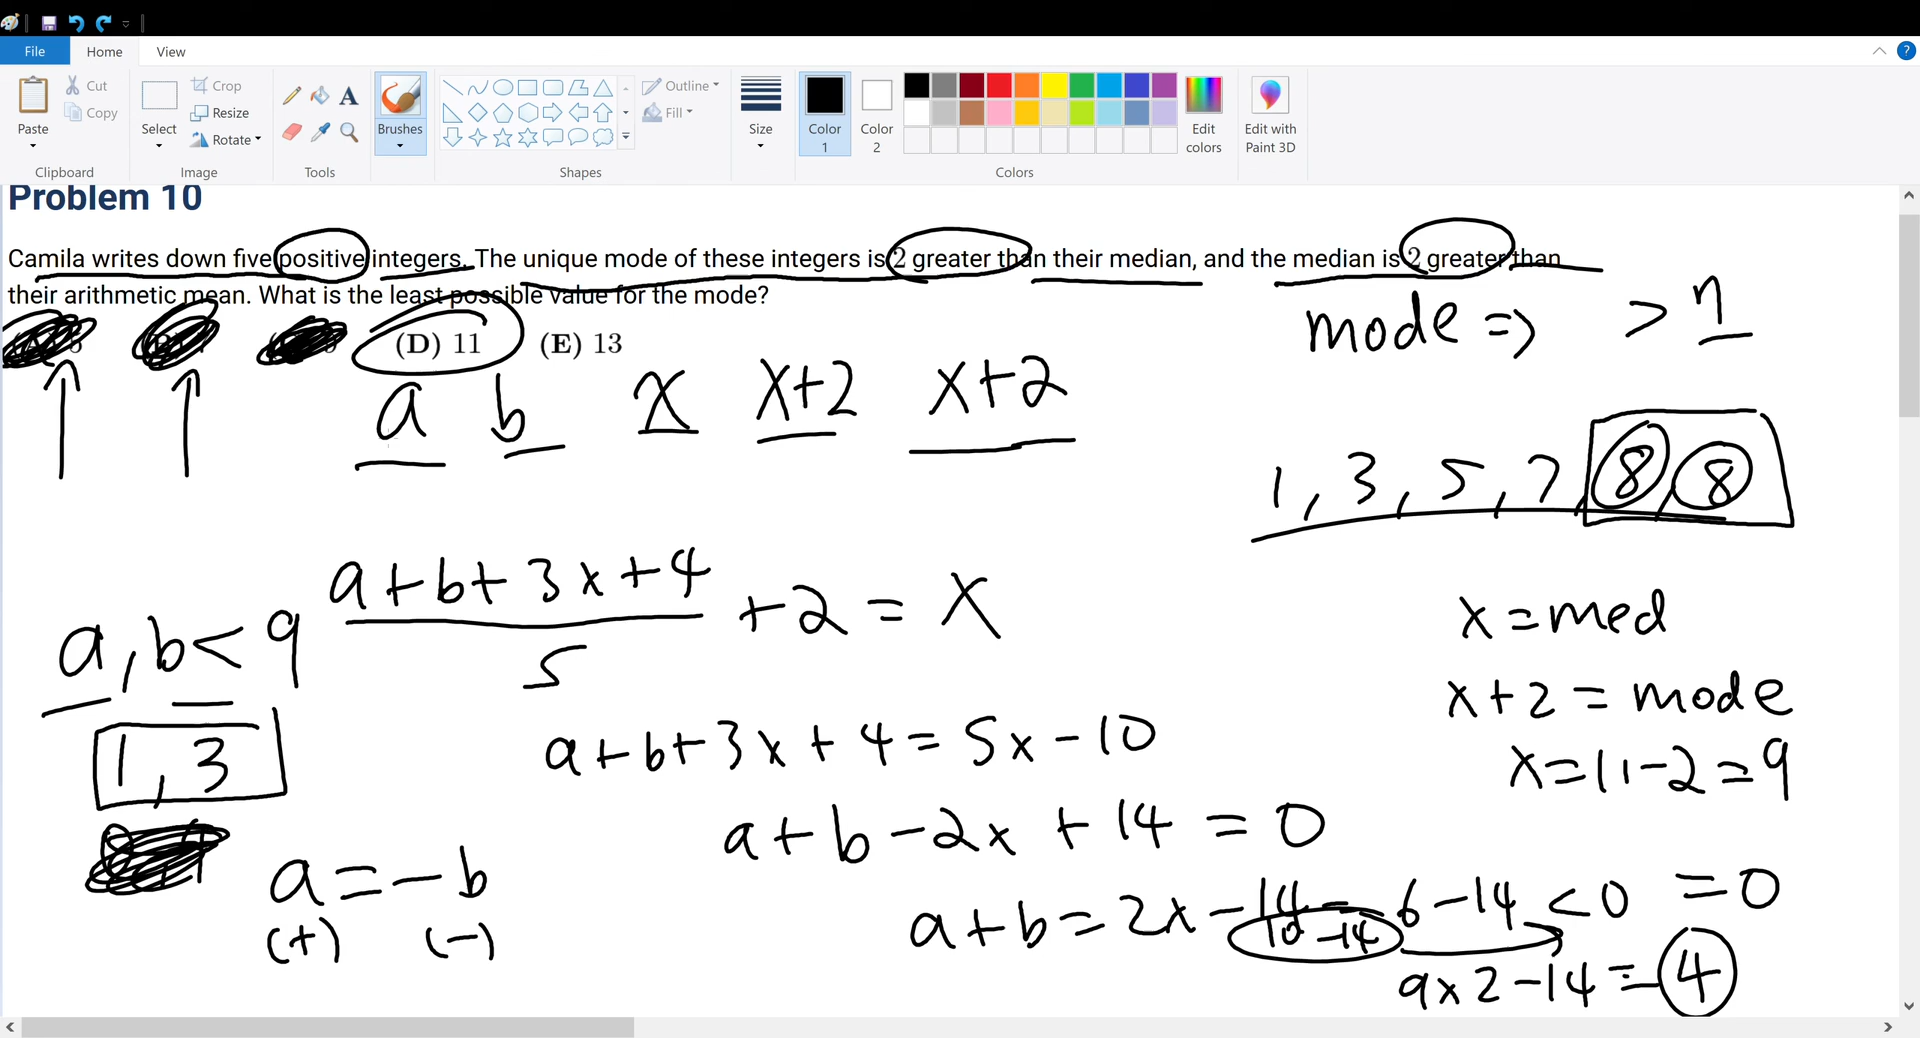 File Home View
Paste Cut Copy Clipboard
Select Crop Resize Rotate Image
Tools
Brushes
Outline Fill Shapes
Size
Color 1
Color 2
Edit colors
Edit with Paint 3D
Colors
Problem 10
Camila writes down five positive integers. The unique mode of these integers is 2 greater than their median, and the median is 2 greater than
their arithmetic mean. What is the least possible value for the mode?
(D) 11 (E) 13
mode => > 1
a b x x+2 x+2
1, 3, 5, 7, 8, 8
a+b+3x+4
5
+2 = x
a, b < 9
1, 3
x = med
x+2 = mode
x = 11-2 = 9
a+b+3x+4 = 5x-10
a+b-2x+14 = 0
a = -b
(+) (-)
a+b = 2x-14 = 6-14 < 0 = 0
10-14
9x2-14 = 4